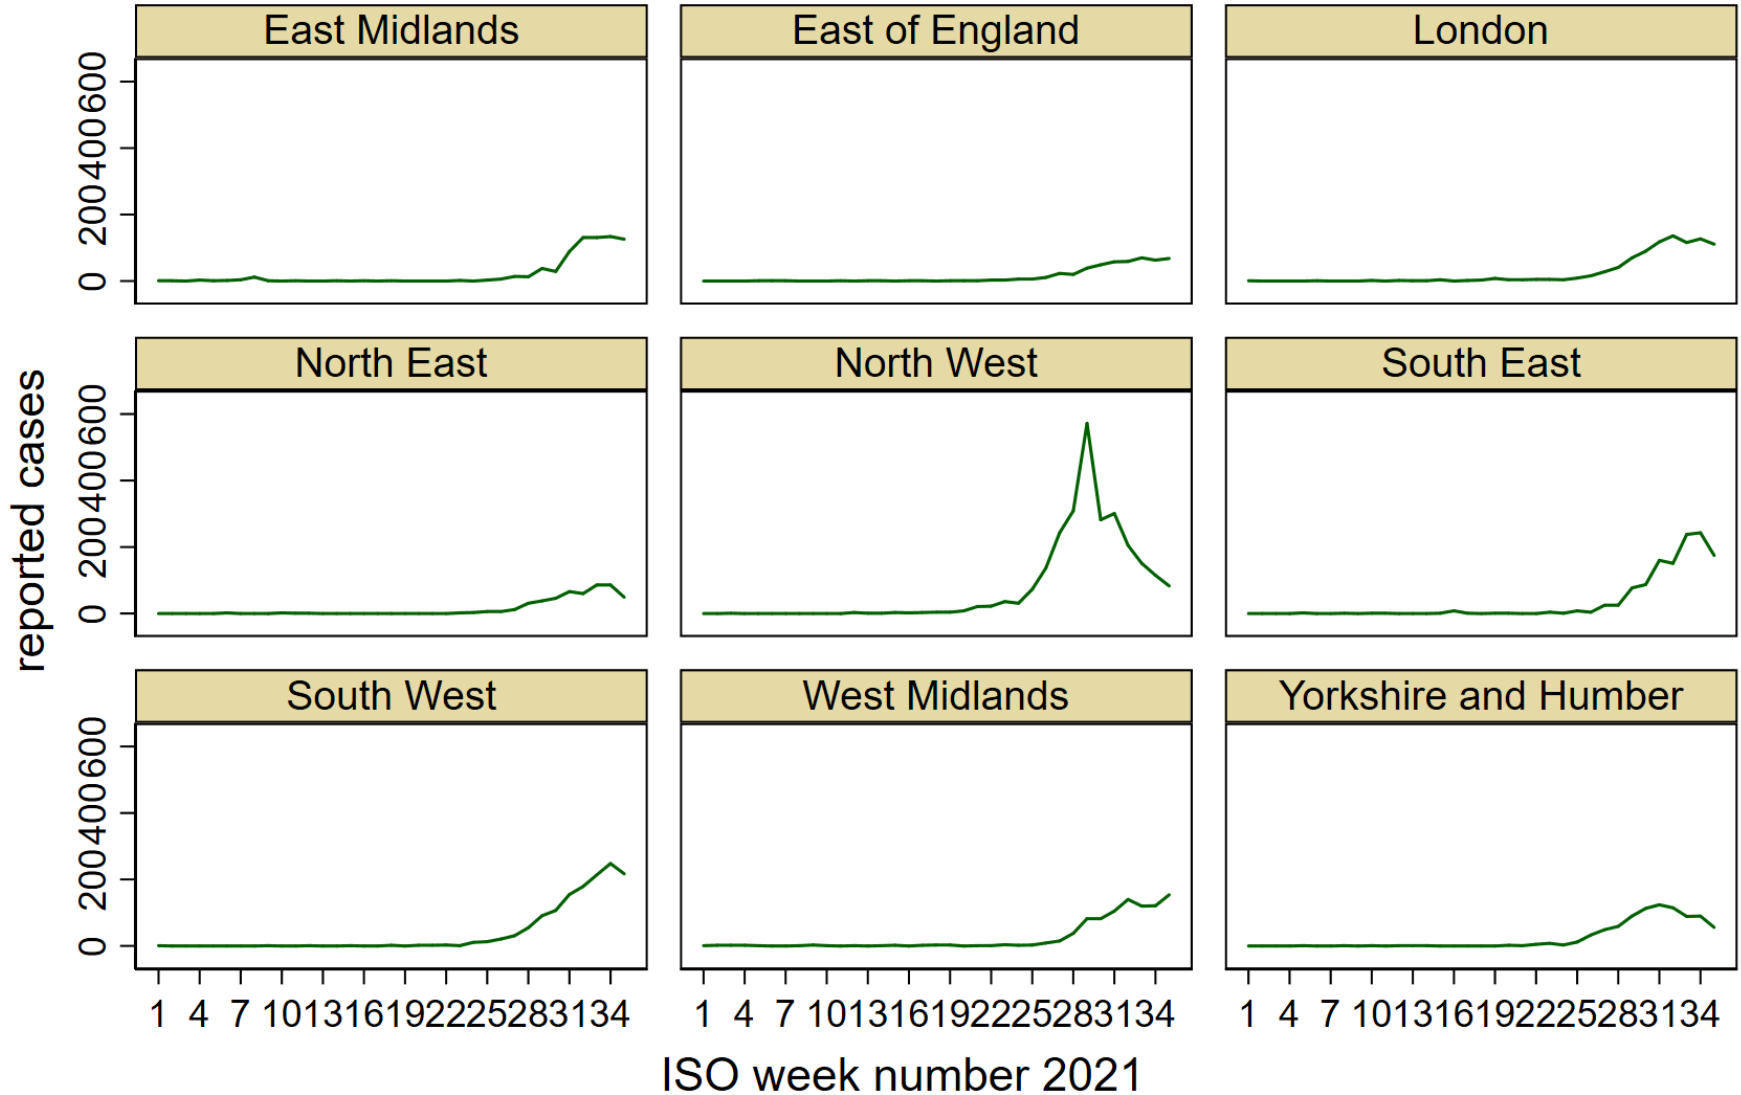 East Midlands
East of England
London
0 200 400 600
North East
North West
South East
0 200 400 600
reported cases
South West
West Midlands
Yorkshire and Humber
0 200 400 600
1 4 7 10 13 16 19 22 25 28 31 34
1 4 7 10 13 16 19 22 25 28 31 34
1 4 7 10 13 16 19 22 25 28 31 34
ISO week number 2021